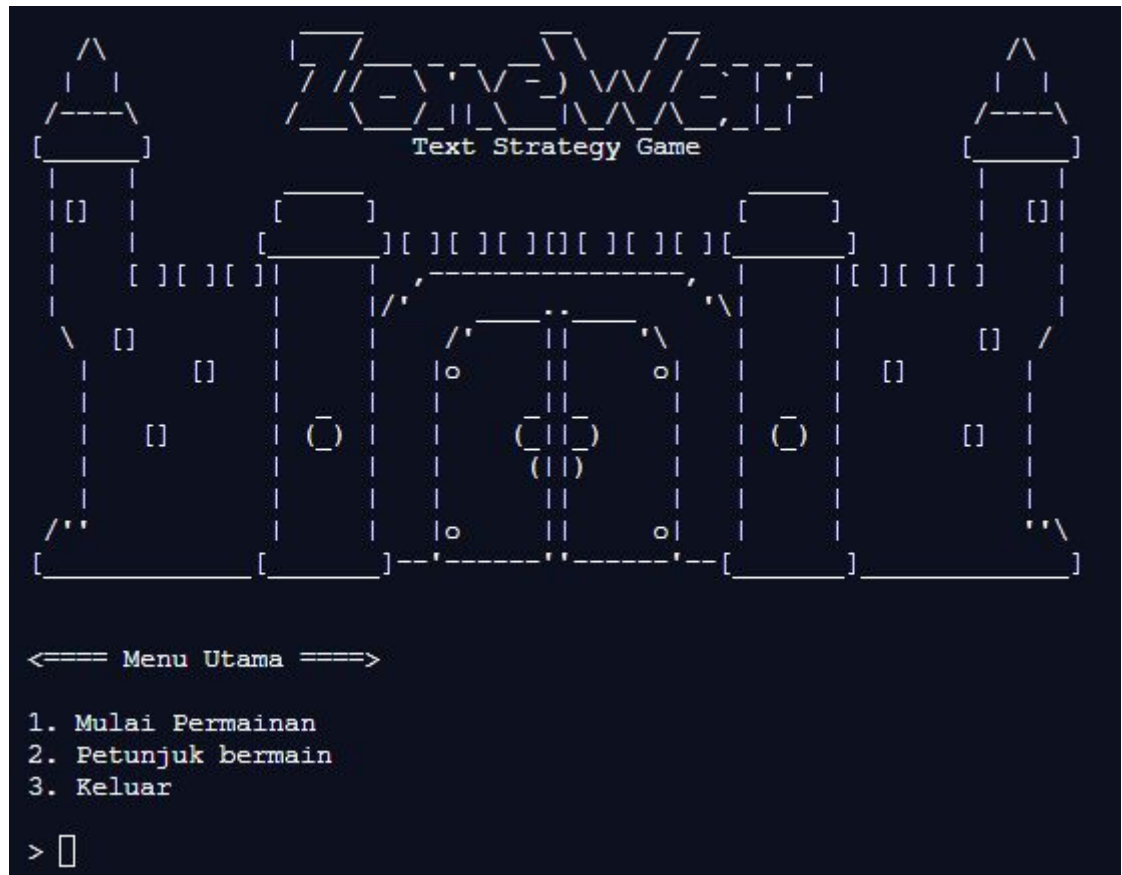 ZoneWar
Text Strategy Game
<==== Menu Utama ====>
1. Mulai Permainan
2. Petunjuk bermain
3. Keluar
>